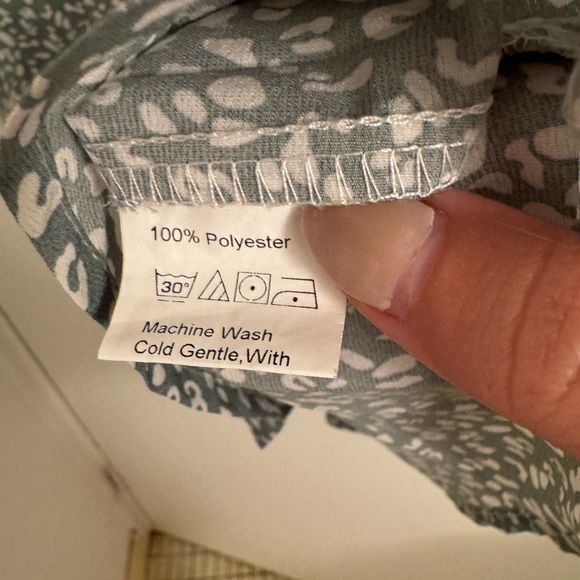 100% Polyester
30°
Machine Wash
Cold Gentle,With